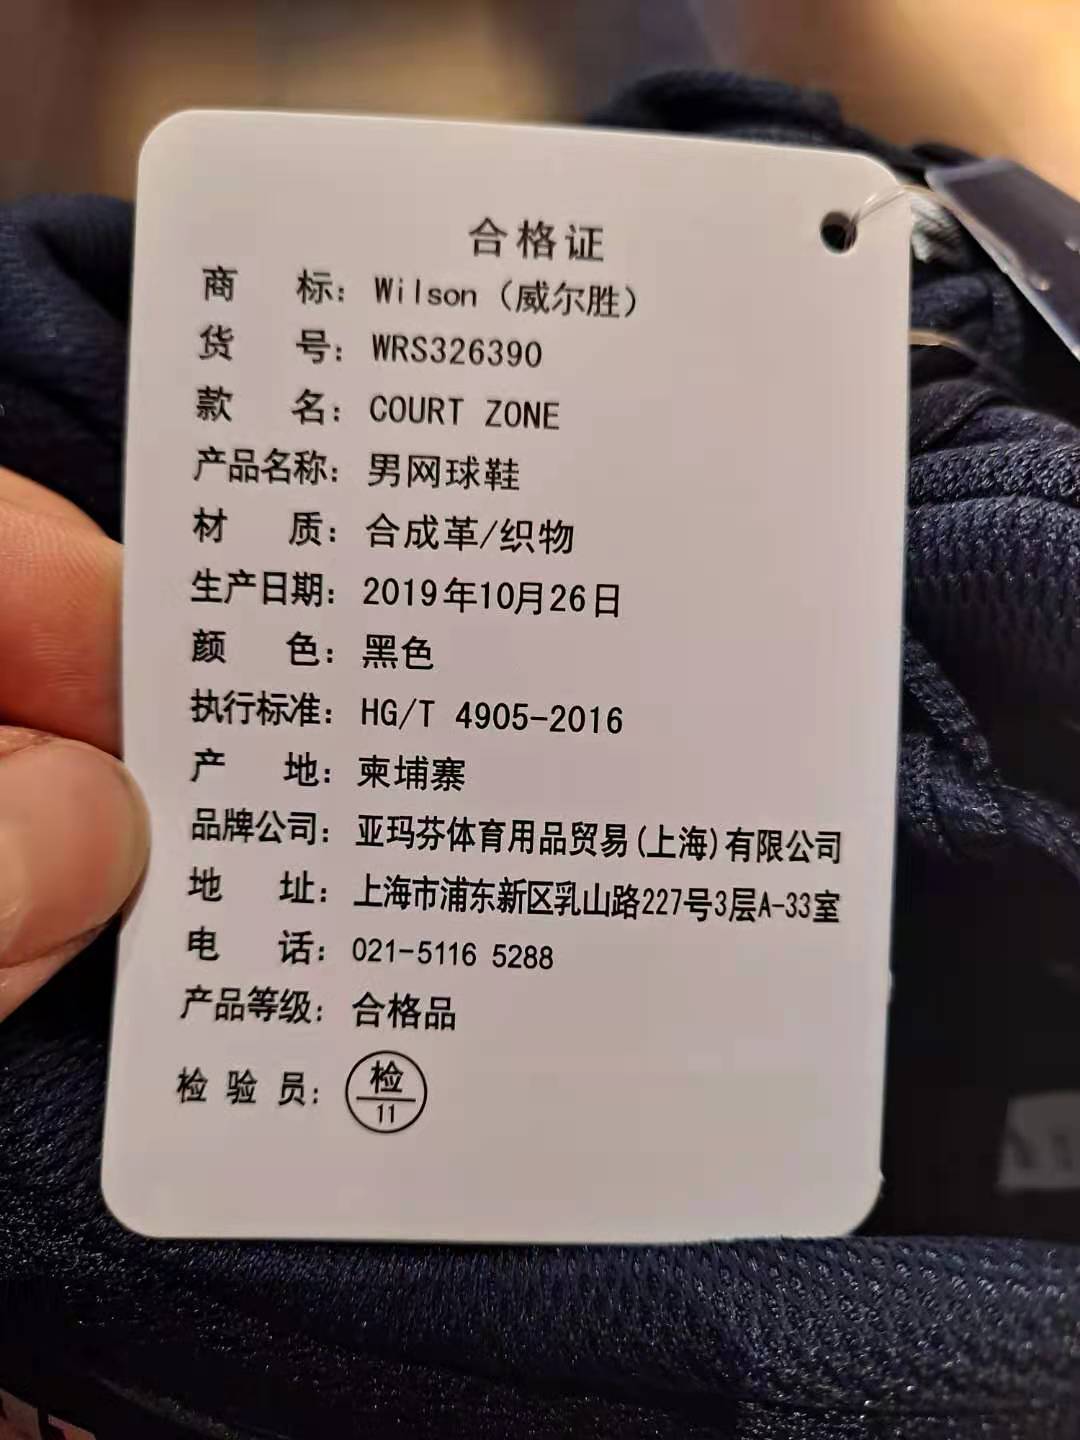 合格证
商 标：Wilson（威尔胜）
货 号：WRS326390
款 名：COURT ZONE
产品名称：男网球鞋
材 质：合成革/织物
生产日期：2019年10月26日
颜 色：黑色
执行标准：HG/T 4905-2016
产 地：柬埔寨
品牌公司：亚玛芬体育用品贸易(上海)有限公司
地 址：上海市浦东新区乳山路227号3层A-33室
电 话：021-5116 5288
产品等级：合格品
检 验 员：检
11